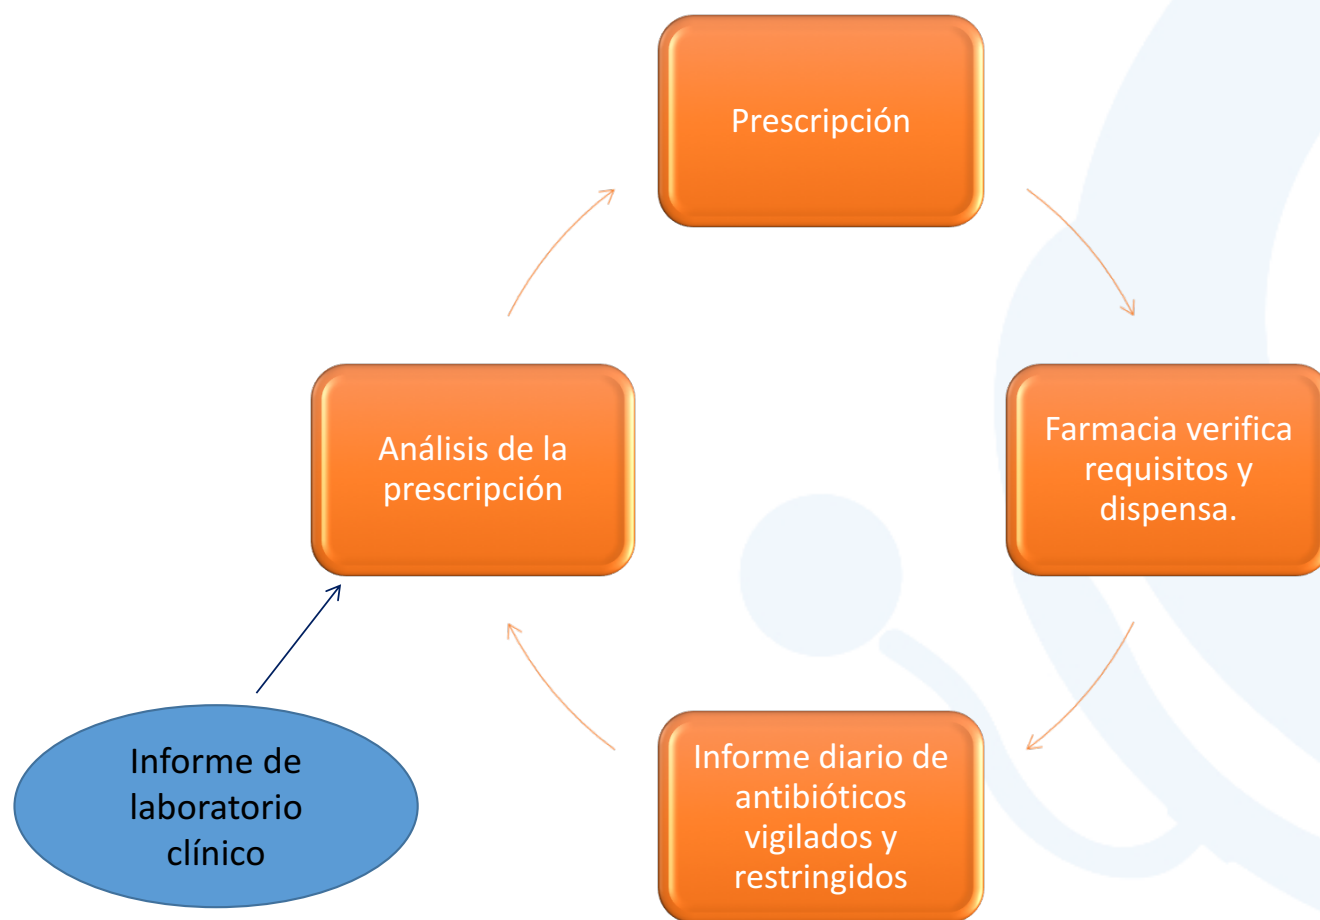 Prescripción
Farmacia verifica
requisitos y
dispensa.
Informe diario de
antibióticos
vigilados y
restringidos
Análisis de la
prescripción
Informe de
laboratorio
clínico